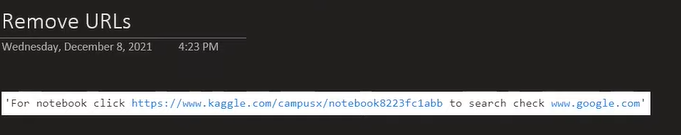 Remove URLs
Wednesday, December 8, 2021 4:23 PM
'For notebook click https://www.kaggle.com/campusx/notebook8223fc1abb to search check www.google.com'